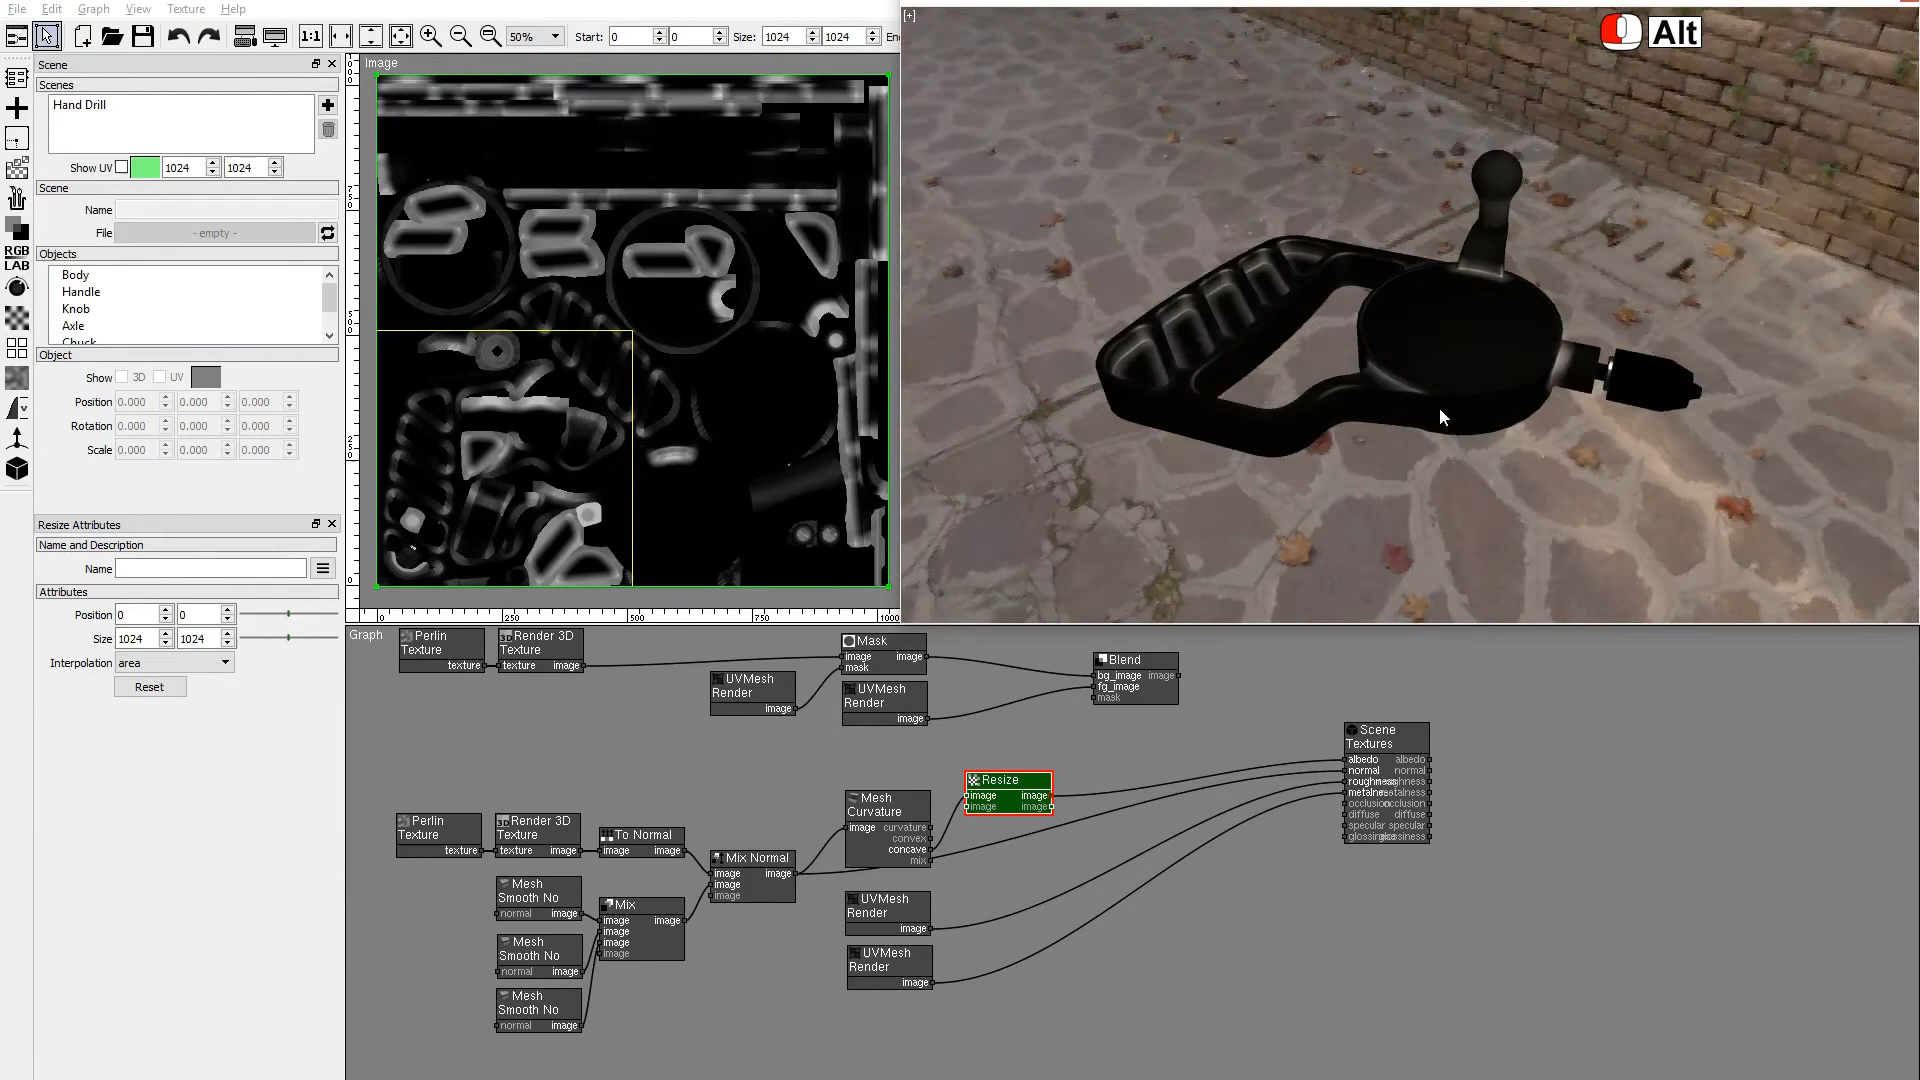 File Edit Graph View Texture Help
1:1 50% Start: 0 0 Size: 1024 1024
Scene
Scenes
Hand Drill
Show UV 1024 1024
Scene
Name
File - empty -
RGB
LAB
Objects
Body
Handle
Knob
Axle
Chuck
Object
Show 3D UV
Position 0.000 0.000 0.000
Rotation 0.000 0.000 0.000
Scale 0.000 0.000 0.000
Resize Attributes
Name and Description
Name
Attributes
Position 0 0
Size 1024 1024
Interpolation area
Reset
Image
0 250 500 750 1000
[+]
Alt
Graph
Perlin
Texture
texture
3D Render 3D
Texture
texture image
UVMesh
Render
image
Mask
image image
mask
UVMesh
Render
image
Blend
bg_image image
fg_image
mask
Scene
Textures
albedo albedo
normal normal
roughness
metalness
occlusion
diffuse diffuse
specular specular
glossiness
Resize
image image
image image
Mesh
Curvature
image curvature
convex
concave
mix
Perlin
Texture
texture
3D Render 3D
Texture
texture image
To Normal
image image
Mix Normal
image image
image
image
Mesh
Smooth No
normal image
Mix
image image
image
image
image
Mesh
Smooth No
normal image
Mesh
Smooth No
normal image
UVMesh
Render
image
UVMesh
Render
image